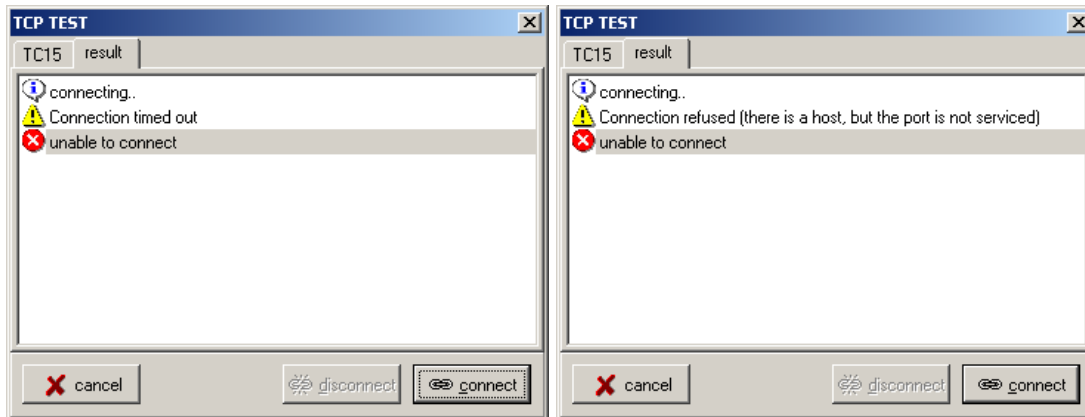 TCP TEST
TC15 result
connecting..
Connection timed out
unable to connect
cancel disconnect connect
TCP TEST
TC15 result
connecting..
Connection refused (there is a host, but the port is not serviced)
unable to connect
cancel disconnect connect